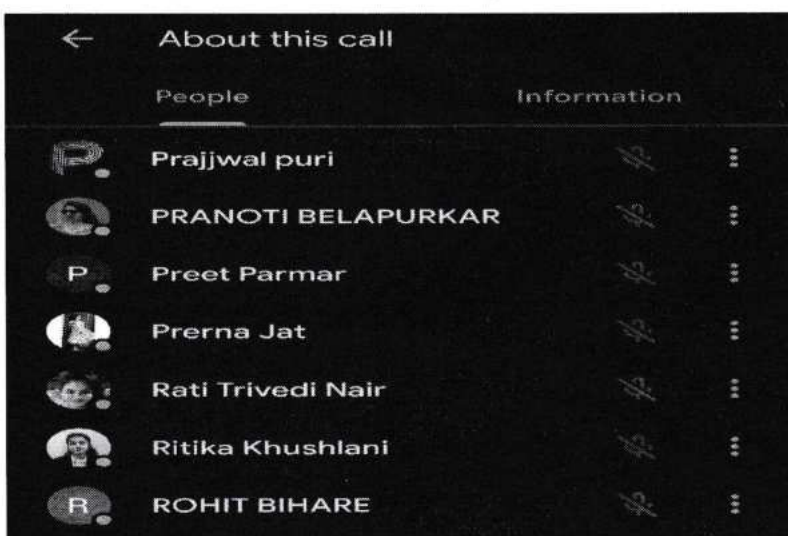 About this call
People Information
P Prajjwal puri
PRANOTI BELAPURKAR
P Preet Parmar
Prerna Jat
Rati Trivedi Nair
Ritika Khushlani
R ROHIT BIHARE